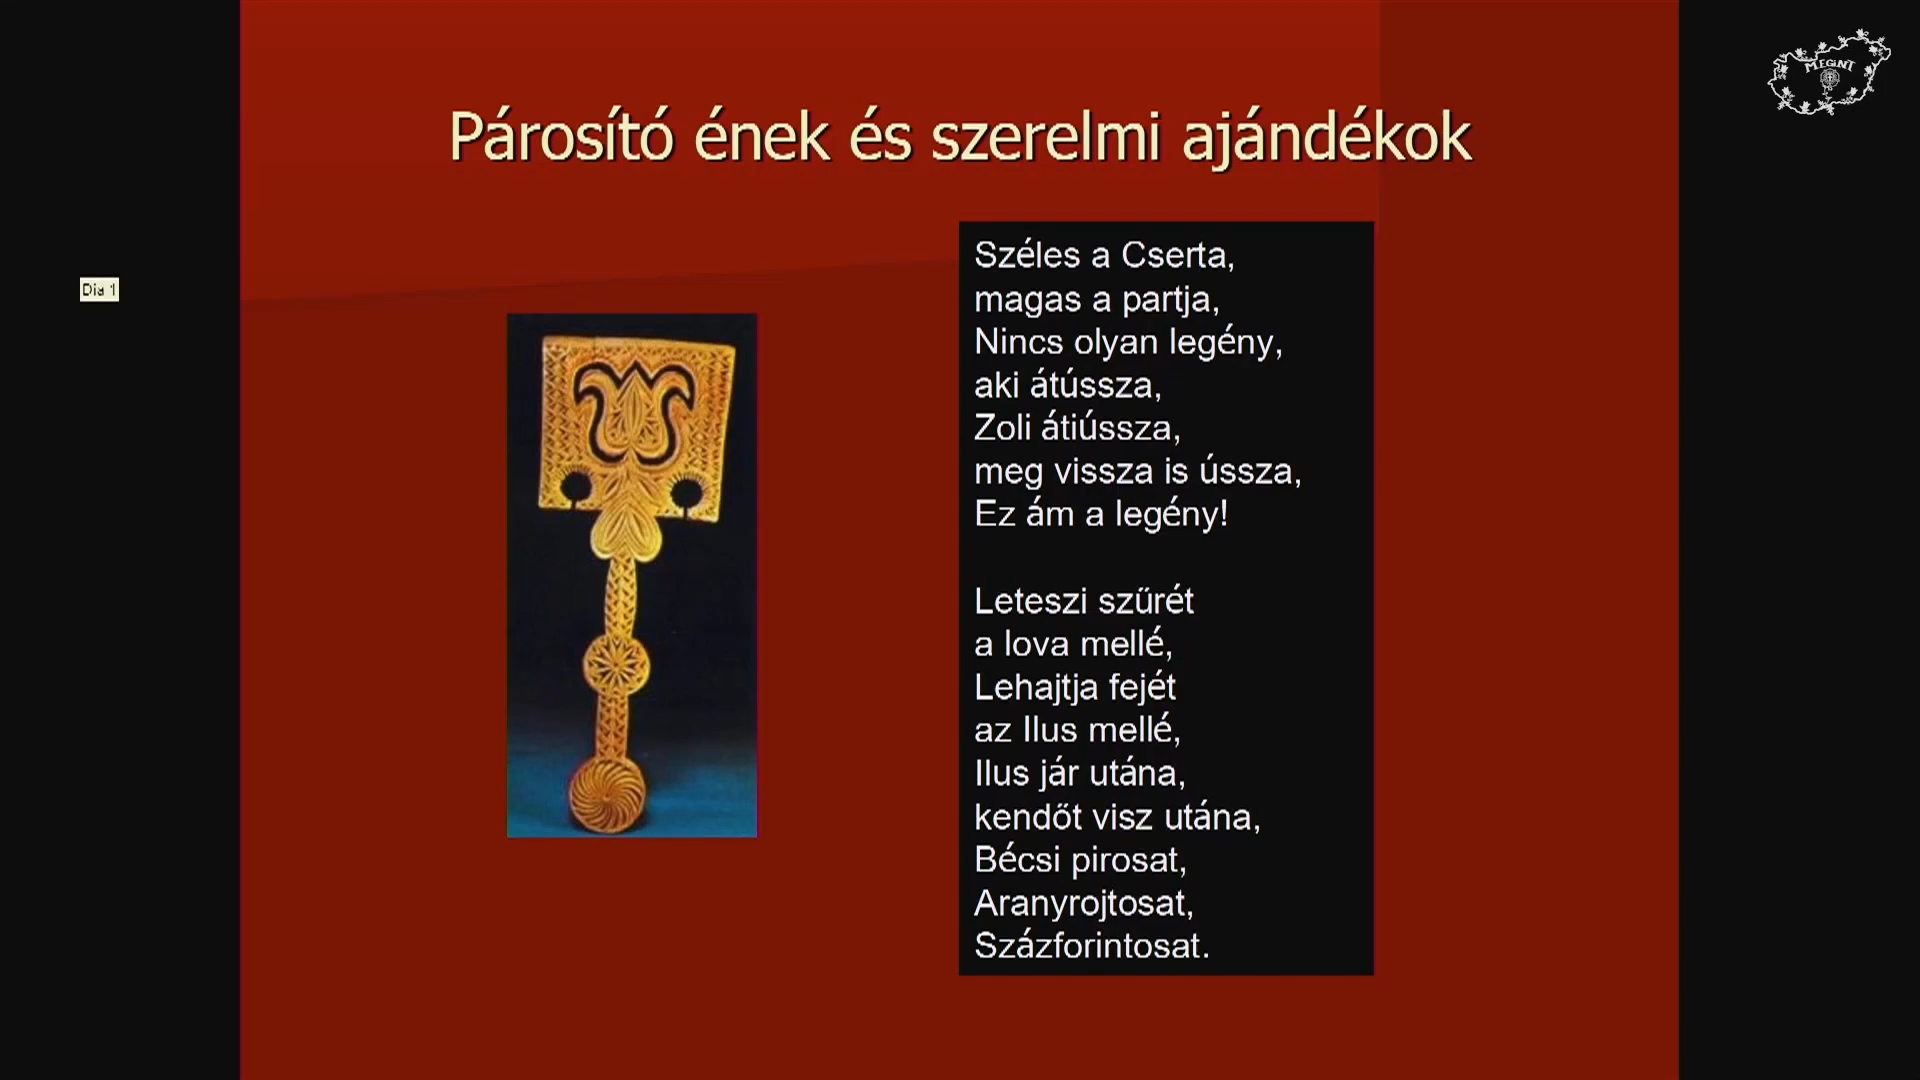 MEGINT
Párosító ének és szerelmi ajándékok
Dia 1
Széles a Cserta,
magas a partja,
Nincs olyan legény,
aki átússza,
Zoli átiússza,
meg vissza is ússza,
Ez ám a legény!
Leteszi szűrét
a lova mellé,
Lehajtja fejét
az Ilus mellé,
Ilus jár utána,
kendőt visz utána,
Bécsi pirosat,
Aranyrojtosat,
Százforintosat.